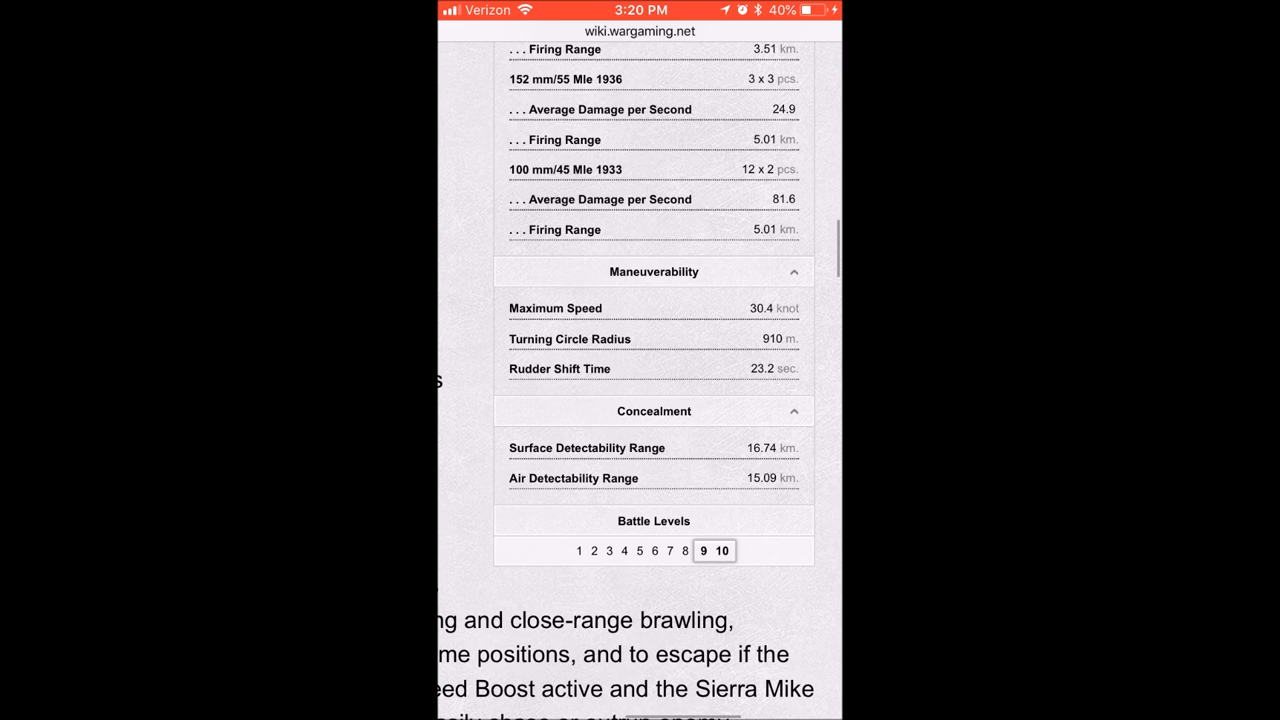 Verizon 3:20 PM 40%
wiki.wargaming.net
. . . Firing Range 3.51 km.
152 mm/55 Mle 1936 3 x 3 pcs.
. . . Average Damage per Second 24.9
. . . Firing Range 5.01 km.
100 mm/45 Mle 1933 12 x 2 pcs.
. . . Average Damage per Second 81.6
. . . Firing Range 5.01 km.
Maneuverability
Maximum Speed 30.4 knot
Turning Circle Radius 910 m.
Rudder Shift Time 23.2 sec.
s
Concealment
Surface Detectability Range 16.74 km.
Air Detectability Range 15.09 km.
Battle Levels
1 2 3 4 5 6 7 8 9 10
ng and close-range brawling,
me positions, and to escape if the
eed Boost active and the Sierra Mike